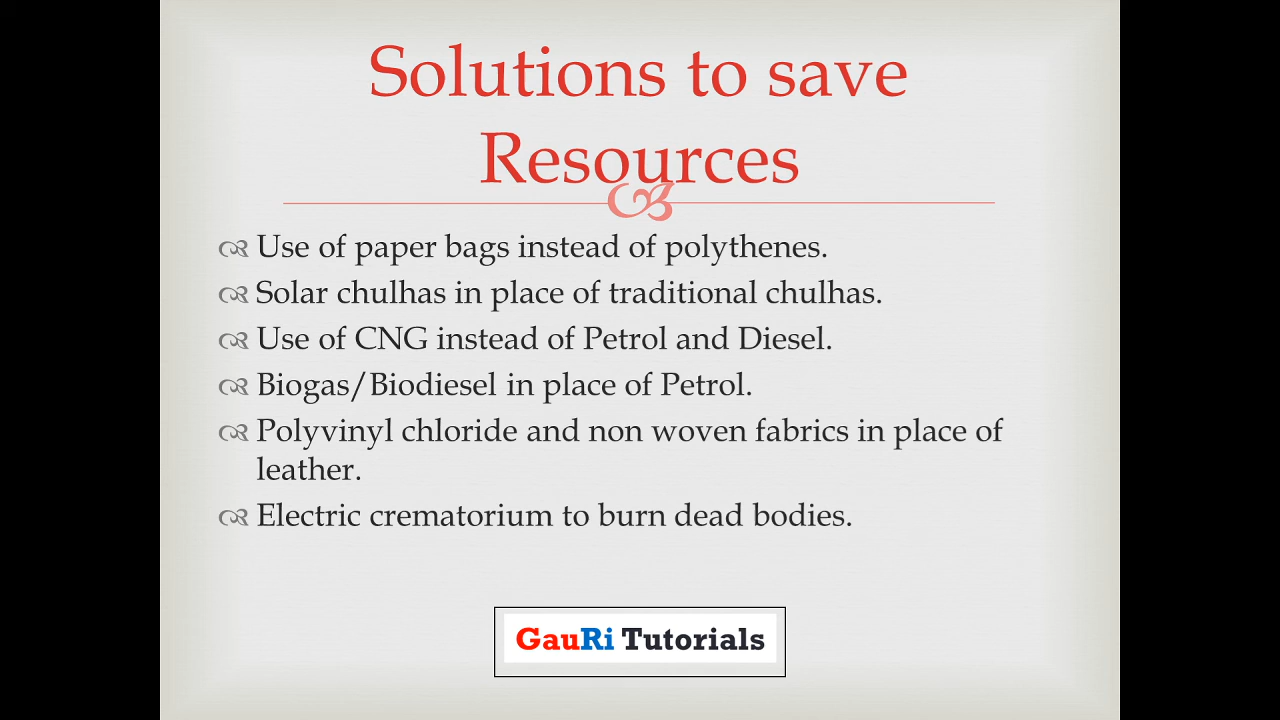 Solutions to save
Resources
Use of paper bags instead of polythenes.
Solar chulhas in place of traditional chulhas.
Use of CNG instead of Petrol and Diesel.
Biogas/Biodiesel in place of Petrol.
Polyvinyl chloride and non woven fabrics in place of
leather.
Electric crematorium to burn dead bodies.
GauRi Tutorials